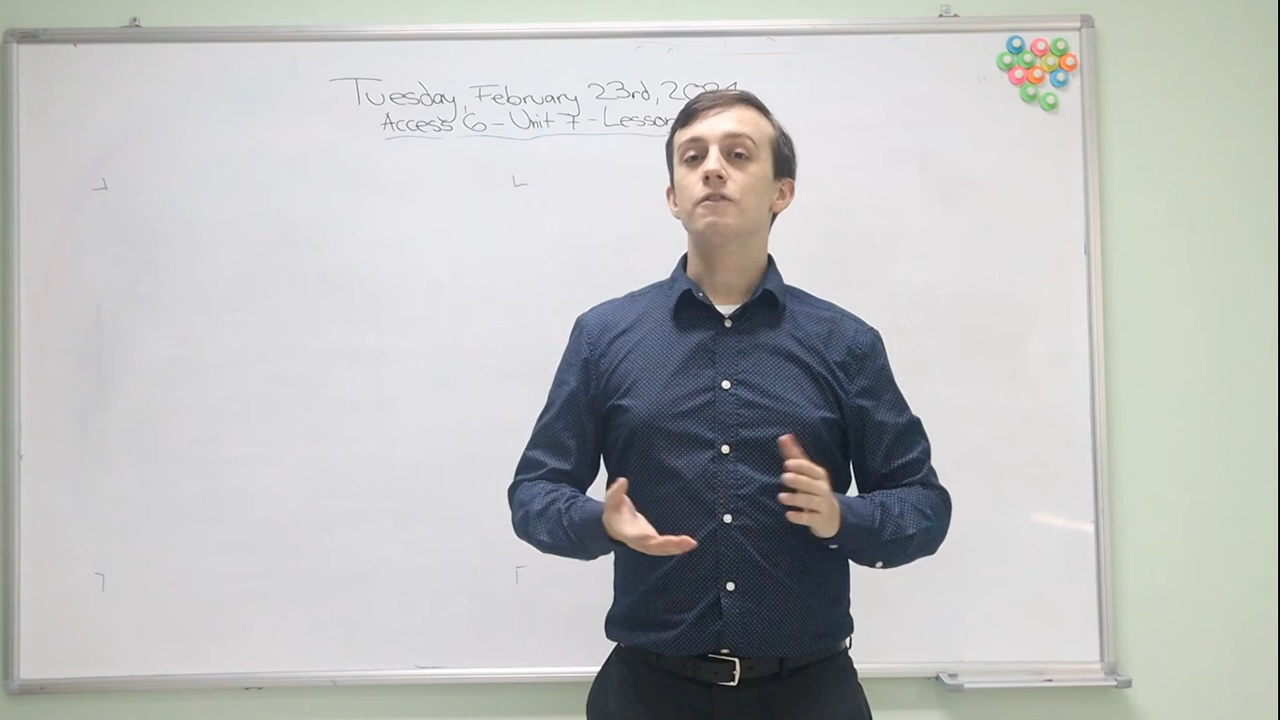 Tuesday, February 23rd,
Access 6 - Unit 7 - Lesson